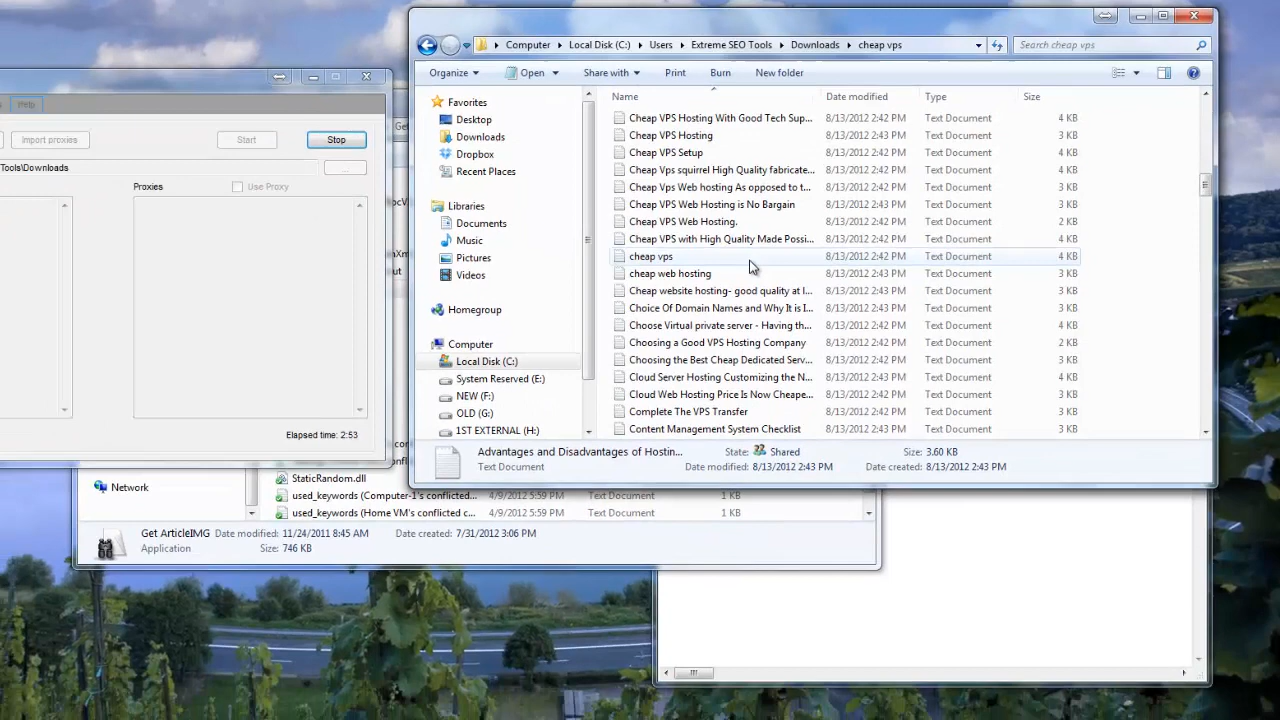 Computer Local Disk (C:) Users Extreme SEO Tools Downloads cheap vps Search cheap vps
Organize Open Share with Print Burn New folder
Name Date modified Type Size
Favorites
Desktop
Downloads
Dropbox
Recent Places
Libraries
Documents
Music
Pictures
Videos
Homegroup
Computer
Local Disk (C:)
System Reserved (E:)
NEW (F:)
OLD (G:)
1ST EXTERNAL (H:)
Cheap VPS Hosting With Good Tech Sup... 8/13/2012 2:42 PM Text Document 4 KB
Cheap VPS Hosting 8/13/2012 2:42 PM Text Document 3 KB
Cheap VPS Setup 8/13/2012 2:42 PM Text Document 4 KB
Cheap Vps squirrel High Quality fabricate... 8/13/2012 2:42 PM Text Document 4 KB
Cheap Vps Web hosting As opposed to t... 8/13/2012 2:42 PM Text Document 3 KB
Cheap VPS Web Hosting is No Bargain 8/13/2012 2:42 PM Text Document 3 KB
Cheap VPS Web Hosting. 8/13/2012 2:42 PM Text Document 2 KB
Cheap VPS with High Quality Made Possi... 8/13/2012 2:42 PM Text Document 4 KB
cheap vps 8/13/2012 2:42 PM Text Document 4 KB
cheap web hosting 8/13/2012 2:43 PM Text Document 3 KB
Cheap website hosting- good quality at l... 8/13/2012 2:42 PM Text Document 3 KB
Choice Of Domain Names and Why It is I... 8/13/2012 2:43 PM Text Document 3 KB
Choose Virtual private server - Having th... 8/13/2012 2:42 PM Text Document 4 KB
Choosing a Good VPS Hosting Company 8/13/2012 2:42 PM Text Document 2 KB
Choosing the Best Cheap Dedicated Serv... 8/13/2012 2:43 PM Text Document 3 KB
Cloud Server Hosting Customizing the N... 8/13/2012 2:43 PM Text Document 4 KB
Cloud Web Hosting Price Is Now Cheape... 8/13/2012 2:43 PM Text Document 3 KB
Complete The VPS Transfer 8/13/2012 2:42 PM Text Document 4 KB
Content Management System Checklist 8/13/2012 2:42 PM Text Document 4 KB
Advantages and Disadvantages of Hostin... State: Shared Size: 3.60 KB
Text Document Date modified: 8/13/2012 2:43 PM Date created: 8/13/2012 2:43 PM
Help
Import proxies Start Stop
Tools\Downloads ...
Proxies Use Proxy
Elapsed time: 2:53
Network
StaticRandom.dll
used_keywords (Computer-1's conflicted... 4/9/2012 5:59 PM Text Document 1 KB
used_keywords (Home VM's conflicted c... 4/9/2012 5:59 PM Text Document 1 KB
Get ArticleIMG Date modified: 11/24/2011 8:45 AM Date created: 7/31/2012 3:06 PM
Application Size: 746 KB